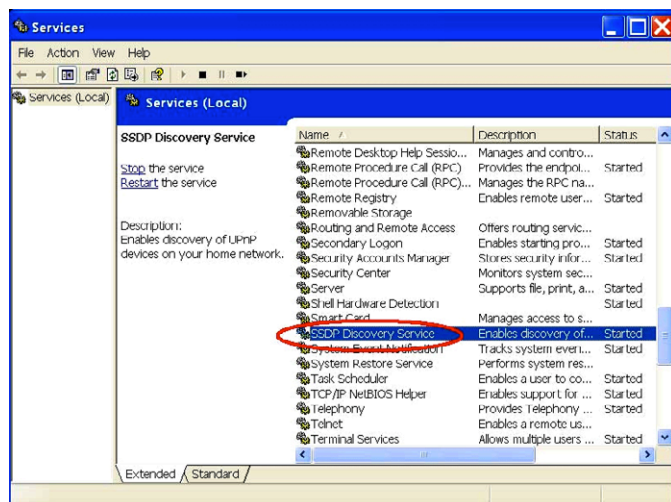 Services
File Action View Help
Services (Local)
Services (Local)
SSDP Discovery Service
Stop the service
Restart the service
Description:
Enables discovery of UPnP
devices on your home network.
Name Description Status
Remote Desktop Help Sessio... Manages and contro...
Remote Procedure Call (RPC) Provides the endpoi... Started
Remote Procedure Call (RPC)... Manages the RPC na...
Remote Registry Enables remote user... Started
Removable Storage
Routing and Remote Access Offers routing servic...
Secondary Logon Enables starting pro... Started
Security Accounts Manager Stores security infor... Started
Security Center Monitors system sec...
Server Supports file, print, a... Started
Shell Hardware Detection Started
Smart Card Manages access to s...
SSDP Discovery Service Enables discovery of... Started
System Event Notification Tracks system even... Started
System Restore Service Performs system res...
Task Scheduler Enables a user to co... Started
TCP/IP NetBIOS Helper Enables support for ... Started
Telephony Provides Telephony ... Started
Telnet Enables a remote us...
Terminal Services Allows multiple users ... Started
Extended Standard